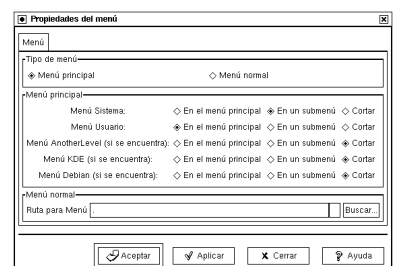 Propiedades del menú
Menú
Tipo de menú
Menú principal Menú normal
Menú principal
Menú Sistema: En el menú principal En un submenú Cortar
Menú Usuario: En el menú principal En un submenú Cortar
Menú AnotherLevel (si se encuentra): En el menú principal En un submenú Cortar
Menú KDE (si se encuentra): En el menú principal En un submenú Cortar
Menú Debian (si se encuentra): En el menú principal En un submenú Cortar
Menú normal
Ruta para Menú . Buscar...
Aceptar Aplicar Cerrar Ayuda